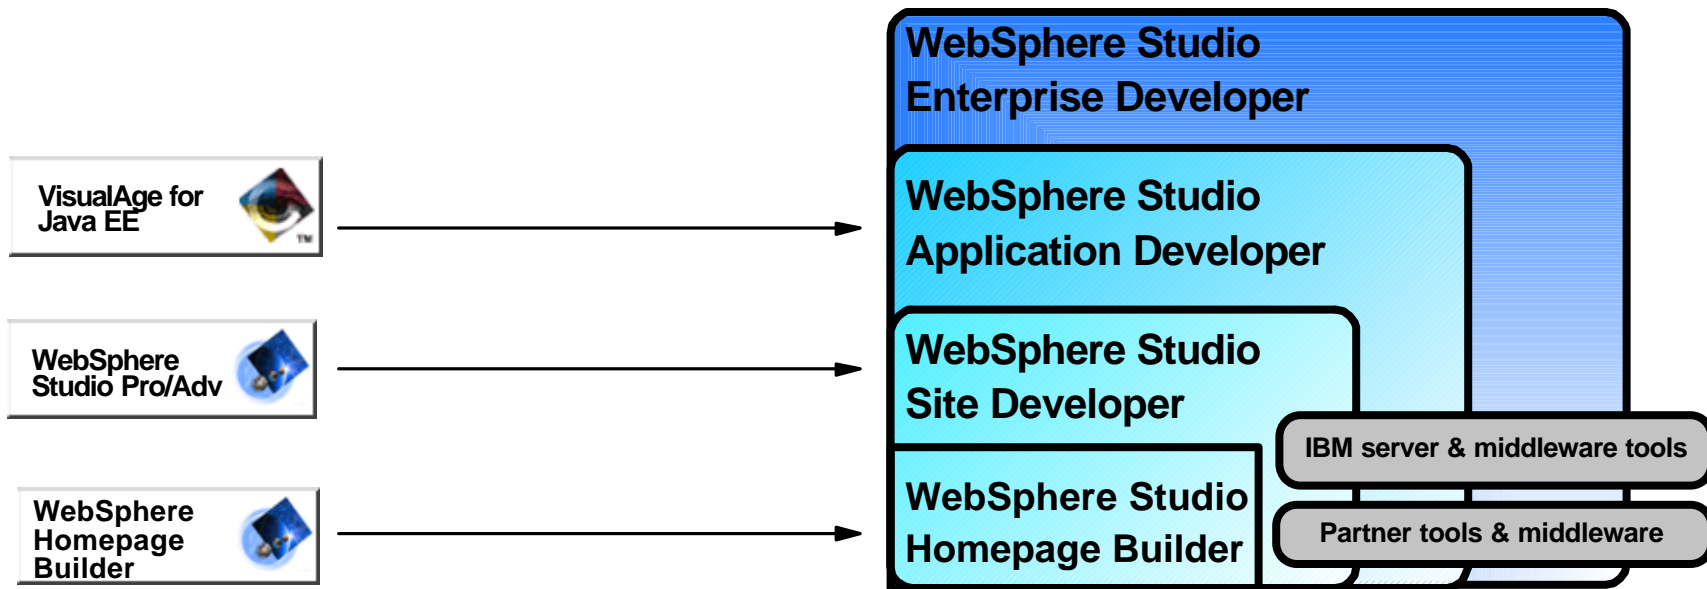 VisualAge for
Java EE
TM
WebSphere
Studio Pro/Adv
WebSphere
Homepage
Builder
WebSphere Studio
Enterprise Developer
WebSphere Studio
Application Developer
WebSphere Studio
Site Developer
WebSphere Studio
Homepage Builder
IBM server & middleware tools
Partner tools & middleware